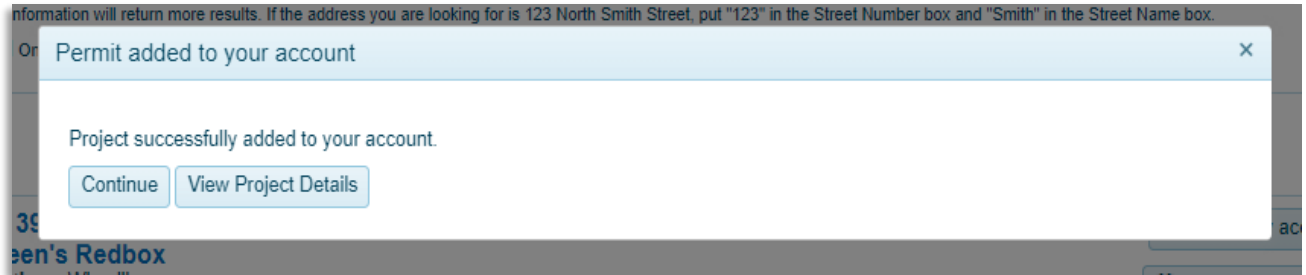 nformation will return more results. If the address you are looking for is 123 North Smith Street, put "123" in the Street Number box and "Smith" in the Street Name box.
Permit added to your account ×
Project successfully added to your account.
Continue View Project Details
39
een's Redbox